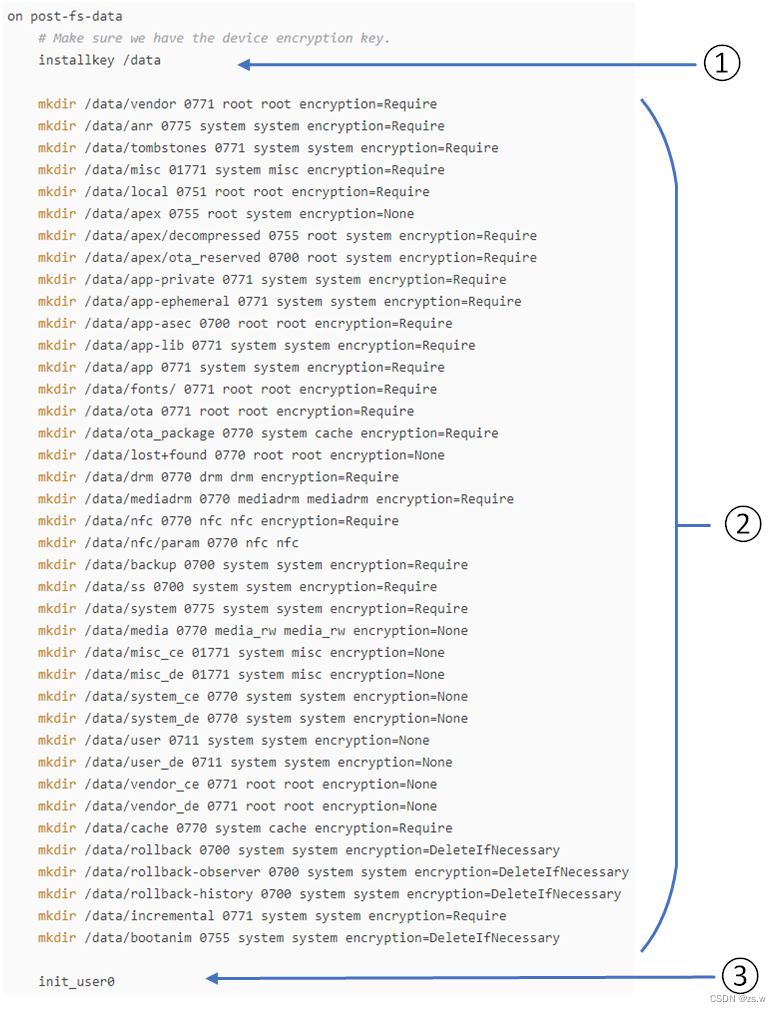 on post-fs-data
# Make sure we have the device encryption key.
installkey /data
①
mkdir /data/vendor 0771 root root encryption=Require
mkdir /data/anr 0775 system system encryption=Require
mkdir /data/tombstones 0771 system system encryption=Require
mkdir /data/misc 01771 system misc encryption=Require
mkdir /data/local 0751 root root encryption=Require
mkdir /data/apex 0755 root system encryption=None
mkdir /data/apex/decompressed 0755 root system encryption=Require
mkdir /data/apex/ota_reserved 0700 root system encryption=Require
mkdir /data/app-private 0771 system system encryption=Require
mkdir /data/app-ephemeral 0771 system system encryption=Require
mkdir /data/app-asec 0700 root root encryption=Require
mkdir /data/app-lib 0771 system system encryption=Require
mkdir /data/app 0771 system system encryption=Require
mkdir /data/fonts/ 0771 root root encryption=Require
mkdir /data/ota 0771 root root encryption=Require
mkdir /data/ota_package 0770 system cache encryption=Require
mkdir /data/lost+found 0770 root root encryption=None
mkdir /data/drm 0770 drm drm encryption=Require
mkdir /data/mediadrm 0770 mediadrm mediadrm encryption=Require
mkdir /data/nfc 0770 nfc nfc encryption=Require
②
mkdir /data/nfc/param 0770 nfc nfc
mkdir /data/backup 0700 system system encryption=Require
mkdir /data/ss 0700 system system encryption=Require
mkdir /data/system 0775 system system encryption=Require
mkdir /data/media 0770 media_rw media_rw encryption=None
mkdir /data/misc_ce 01771 system misc encryption=None
mkdir /data/misc_de 01771 system misc encryption=None
mkdir /data/system_ce 0770 system system encryption=None
mkdir /data/system_de 0770 system system encryption=None
mkdir /data/user 0711 system system encryption=None
mkdir /data/user_de 0711 system system encryption=None
mkdir /data/vendor_ce 0771 root root encryption=None
mkdir /data/vendor_de 0771 root root encryption=None
mkdir /data/cache 0770 system cache encryption=Require
mkdir /data/rollback 0700 system system encryption=DeleteIfNecessary
mkdir /data/rollback-observer 0700 system system encryption=DeleteIfNecessary
mkdir /data/rollback-history 0700 system system encryption=DeleteIfNecessary
mkdir /data/incremental 0771 system system encryption=Require
mkdir /data/bootanim 0755 system system encryption=DeleteIfNecessary
init_user0
③
CSDN @zs.w